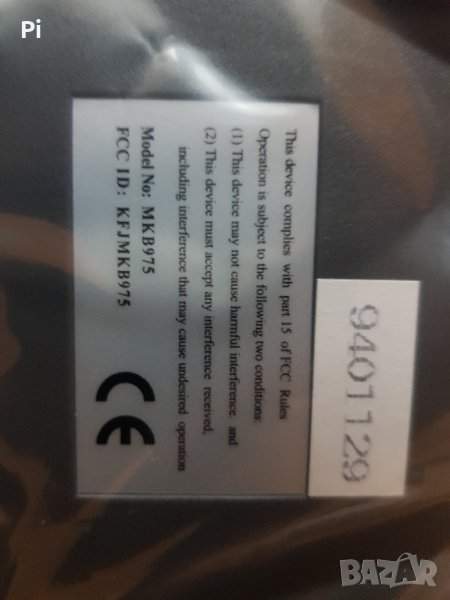 Pi
This device complies with part 15 of FCC Rules
Operation is subject to the following two conditions:
(1) This device may not cause harmful interference, and
(2) This device must accept any interference received,
including interference that may cause undesired operation
Model No: MKB975
FCC ID: KFJMKB975
CE
9401129
BAZAR